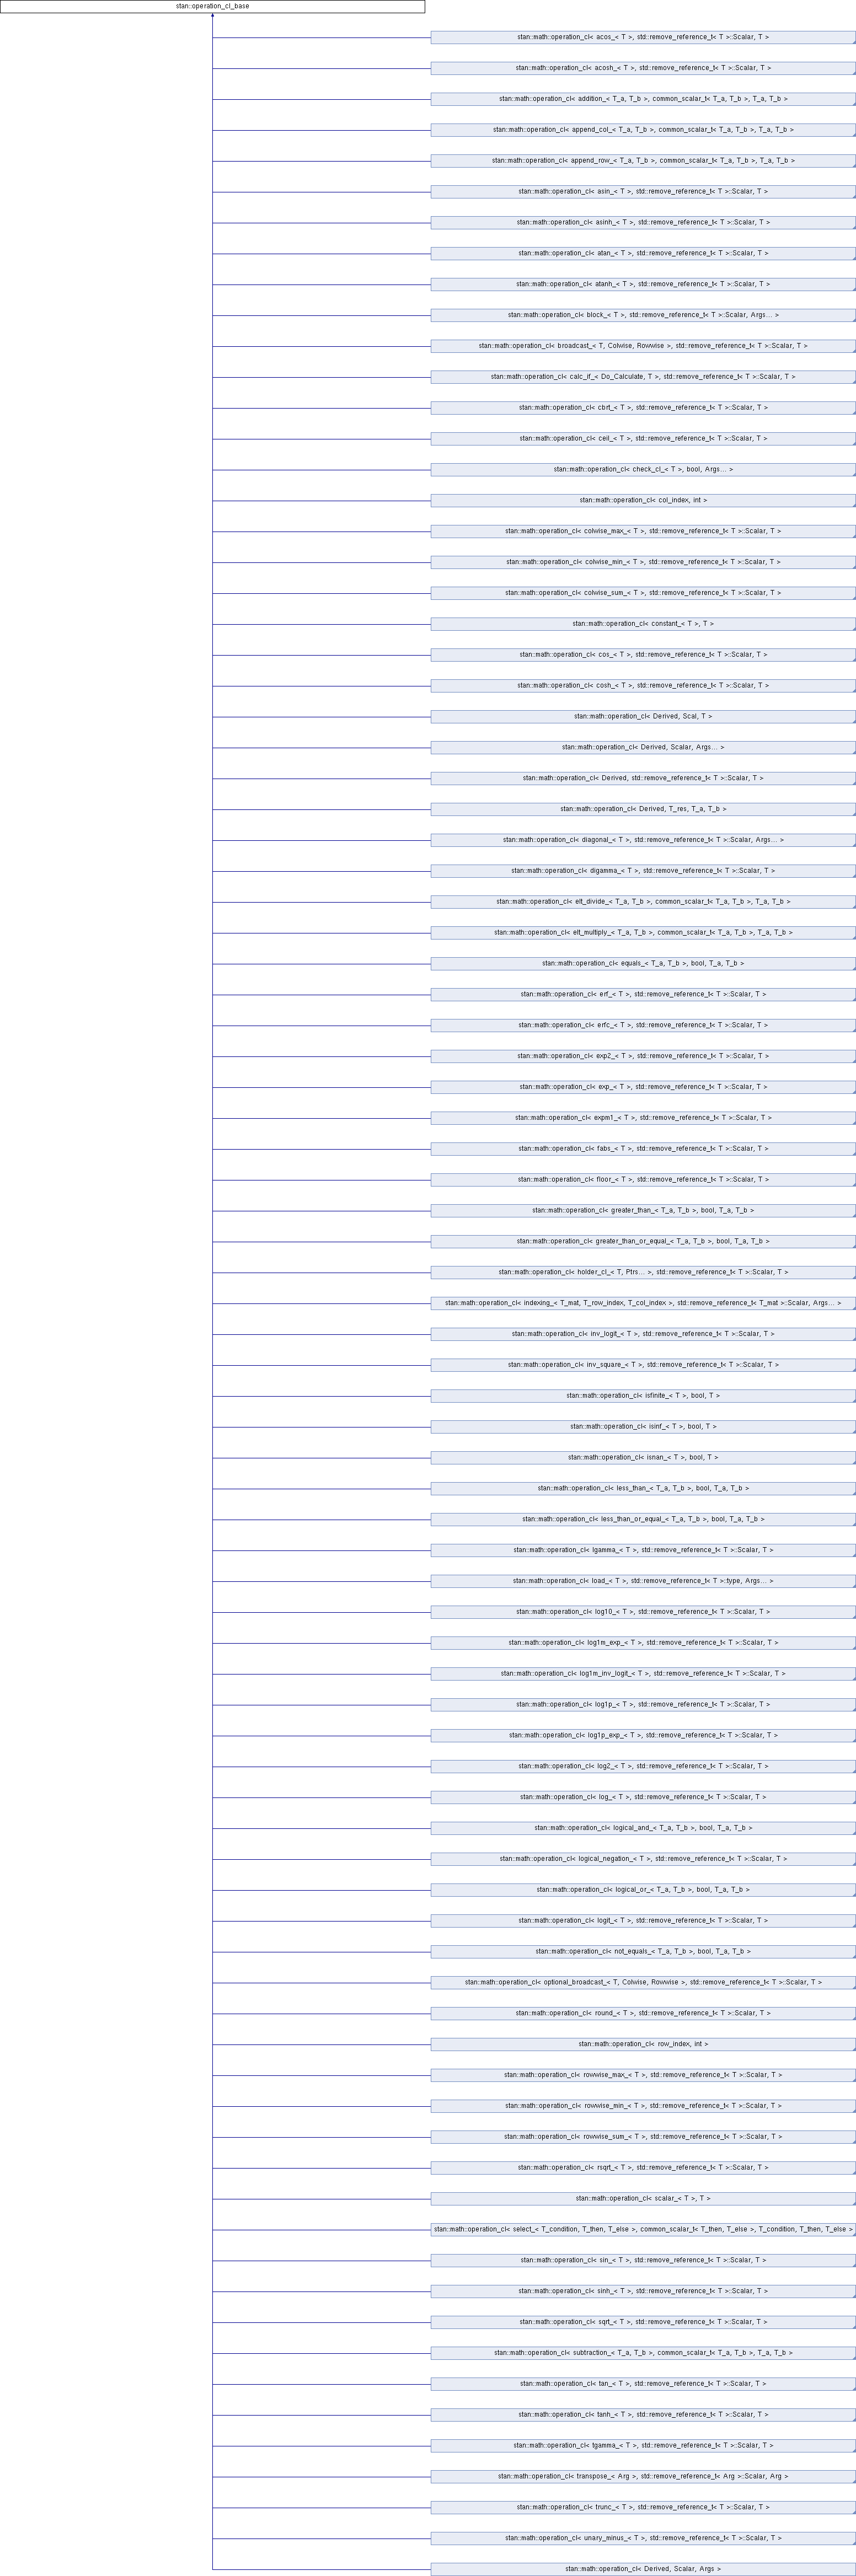 stan::operation_cl_base
stan::math::operation_cl< acos_< T >, std::remove_reference_t< T >::Scalar, T >
stan::math::operation_cl< acosh_< T >, std::remove_reference_t< T >::Scalar, T >
stan::math::operation_cl< addition_< T_a, T_b >, common_scalar_t< T_a, T_b >, T_a, T_b >
stan::math::operation_cl< append_col_< T_a, T_b >, common_scalar_t< T_a, T_b >, T_a, T_b >
stan::math::operation_cl< append_row_< T_a, T_b >, common_scalar_t< T_a, T_b >, T_a, T_b >
stan::math::operation_cl< asin_< T >, std::remove_reference_t< T >::Scalar, T >
stan::math::operation_cl< asinh_< T >, std::remove_reference_t< T >::Scalar, T >
stan::math::operation_cl< atan_< T >, std::remove_reference_t< T >::Scalar, T >
stan::math::operation_cl< atanh_< T >, std::remove_reference_t< T >::Scalar, T >
stan::math::operation_cl< block_< T >, std::remove_reference_t< T >::Scalar, Args... >
stan::math::operation_cl< broadcast_< T, Colwise, Rowwise >, std::remove_reference_t< T >::Scalar, T >
stan::math::operation_cl< calc_if_< Do_Calculate, T >, std::remove_reference_t< T >::Scalar, T >
stan::math::operation_cl< cbrt_< T >, std::remove_reference_t< T >::Scalar, T >
stan::math::operation_cl< ceil_< T >, std::remove_reference_t< T >::Scalar, T >
stan::math::operation_cl< check_cl_< T >, bool, Args... >
stan::math::operation_cl< col_index, int >
stan::math::operation_cl< colwise_max_< T >, std::remove_reference_t< T >::Scalar, T >
stan::math::operation_cl< colwise_min_< T >, std::remove_reference_t< T >::Scalar, T >
stan::math::operation_cl< colwise_sum_< T >, std::remove_reference_t< T >::Scalar, T >
stan::math::operation_cl< constant_< T >, T >
stan::math::operation_cl< cos_< T >, std::remove_reference_t< T >::Scalar, T >
stan::math::operation_cl< cosh_< T >, std::remove_reference_t< T >::Scalar, T >
stan::math::operation_cl< Derived, Scal, T >
stan::math::operation_cl< Derived, Scalar, Args... >
stan::math::operation_cl< Derived, std::remove_reference_t< T >::Scalar, T >
stan::math::operation_cl< Derived, T_res, T_a, T_b >
stan::math::operation_cl< diagonal_< T >, std::remove_reference_t< T >::Scalar, Args... >
stan::math::operation_cl< digamma_< T >, std::remove_reference_t< T >::Scalar, T >
stan::math::operation_cl< elt_divide_< T_a, T_b >, common_scalar_t< T_a, T_b >, T_a, T_b >
stan::math::operation_cl< elt_multiply_< T_a, T_b >, common_scalar_t< T_a, T_b >, T_a, T_b >
stan::math::operation_cl< equals_< T_a, T_b >, bool, T_a, T_b >
stan::math::operation_cl< erf_< T >, std::remove_reference_t< T >::Scalar, T >
stan::math::operation_cl< erfc_< T >, std::remove_reference_t< T >::Scalar, T >
stan::math::operation_cl< exp2_< T >, std::remove_reference_t< T >::Scalar, T >
stan::math::operation_cl< exp_< T >, std::remove_reference_t< T >::Scalar, T >
stan::math::operation_cl< expm1_< T >, std::remove_reference_t< T >::Scalar, T >
stan::math::operation_cl< fabs_< T >, std::remove_reference_t< T >::Scalar, T >
stan::math::operation_cl< floor_< T >, std::remove_reference_t< T >::Scalar, T >
stan::math::operation_cl< greater_than_< T_a, T_b >, bool, T_a, T_b >
stan::math::operation_cl< greater_than_or_equal_< T_a, T_b >, bool, T_a, T_b >
stan::math::operation_cl< holder_cl_< T, Ptrs... >, std::remove_reference_t< T >::Scalar, T >
stan::math::operation_cl< indexing_< T_mat, T_row_index, T_col_index >, std::remove_reference_t< T_mat >::Scalar, Args... >
stan::math::operation_cl< inv_logit_< T >, std::remove_reference_t< T >::Scalar, T >
stan::math::operation_cl< inv_square_< T >, std::remove_reference_t< T >::Scalar, T >
stan::math::operation_cl< isfinite_< T >, bool, T >
stan::math::operation_cl< isinf_< T >, bool, T >
stan::math::operation_cl< isnan_< T >, bool, T >
stan::math::operation_cl< less_than_< T_a, T_b >, bool, T_a, T_b >
stan::math::operation_cl< less_than_or_equal_< T_a, T_b >, bool, T_a, T_b >
stan::math::operation_cl< lgamma_< T >, std::remove_reference_t< T >::Scalar, T >
stan::math::operation_cl< load_< T >, std::remove_reference_t< T >::type, Args... >
stan::math::operation_cl< log10_< T >, std::remove_reference_t< T >::Scalar, T >
stan::math::operation_cl< log1m_exp_< T >, std::remove_reference_t< T >::Scalar, T >
stan::math::operation_cl< log1m_inv_logit_< T >, std::remove_reference_t< T >::Scalar, T >
stan::math::operation_cl< log1p_< T >, std::remove_reference_t< T >::Scalar, T >
stan::math::operation_cl< log1p_exp_< T >, std::remove_reference_t< T >::Scalar, T >
stan::math::operation_cl< log2_< T >, std::remove_reference_t< T >::Scalar, T >
stan::math::operation_cl< log_< T >, std::remove_reference_t< T >::Scalar, T >
stan::math::operation_cl< logical_and_< T_a, T_b >, bool, T_a, T_b >
stan::math::operation_cl< logical_negation_< T >, std::remove_reference_t< T >::Scalar, T >
stan::math::operation_cl< logical_or_< T_a, T_b >, bool, T_a, T_b >
stan::math::operation_cl< logit_< T >, std::remove_reference_t< T >::Scalar, T >
stan::math::operation_cl< not_equals_< T_a, T_b >, bool, T_a, T_b >
stan::math::operation_cl< optional_broadcast_< T, Colwise, Rowwise >, std::remove_reference_t< T >::Scalar, T >
stan::math::operation_cl< round_< T >, std::remove_reference_t< T >::Scalar, T >
stan::math::operation_cl< row_index, int >
stan::math::operation_cl< rowwise_max_< T >, std::remove_reference_t< T >::Scalar, T >
stan::math::operation_cl< rowwise_min_< T >, std::remove_reference_t< T >::Scalar, T >
stan::math::operation_cl< rowwise_sum_< T >, std::remove_reference_t< T >::Scalar, T >
stan::math::operation_cl< rsqrt_< T >, std::remove_reference_t< T >::Scalar, T >
stan::math::operation_cl< scalar_< T >, T >
stan::math::operation_cl< select_< T_condition, T_then, T_else >, common_scalar_t< T_then, T_else >, T_condition, T_then, T_else >
stan::math::operation_cl< sin_< T >, std::remove_reference_t< T >::Scalar, T >
stan::math::operation_cl< sinh_< T >, std::remove_reference_t< T >::Scalar, T >
stan::math::operation_cl< sqrt_< T >, std::remove_reference_t< T >::Scalar, T >
stan::math::operation_cl< subtraction_< T_a, T_b >, common_scalar_t< T_a, T_b >, T_a, T_b >
stan::math::operation_cl< tan_< T >, std::remove_reference_t< T >::Scalar, T >
stan::math::operation_cl< tanh_< T >, std::remove_reference_t< T >::Scalar, T >
stan::math::operation_cl< tgamma_< T >, std::remove_reference_t< T >::Scalar, T >
stan::math::operation_cl< transpose_< Arg >, std::remove_reference_t< Arg >::Scalar, Arg >
stan::math::operation_cl< trunc_< T >, std::remove_reference_t< T >::Scalar, T >
stan::math::operation_cl< unary_minus_< T >, std::remove_reference_t< T >::Scalar, T >
stan::math::operation_cl< Derived, Scalar, Args >